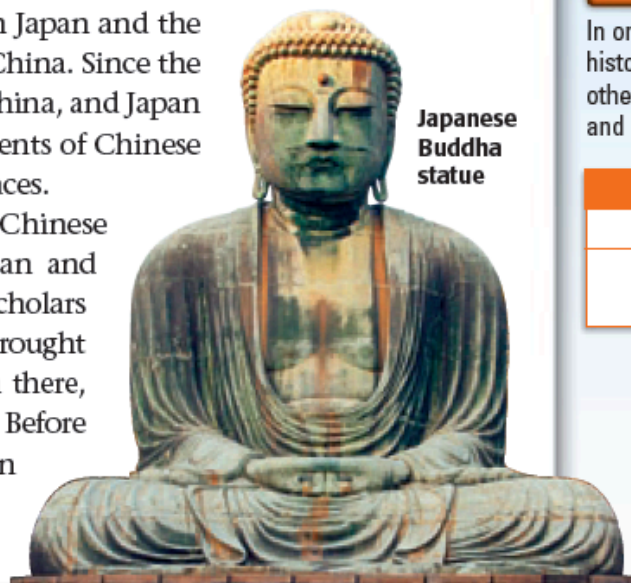 n Japan and the
China. Since the
hina, and Japan
ents of Chinese
nces.
Chinese
an and
cholars
rought
there,
Before
n
Japanese
Buddha
statue
In or
histo
othe
and